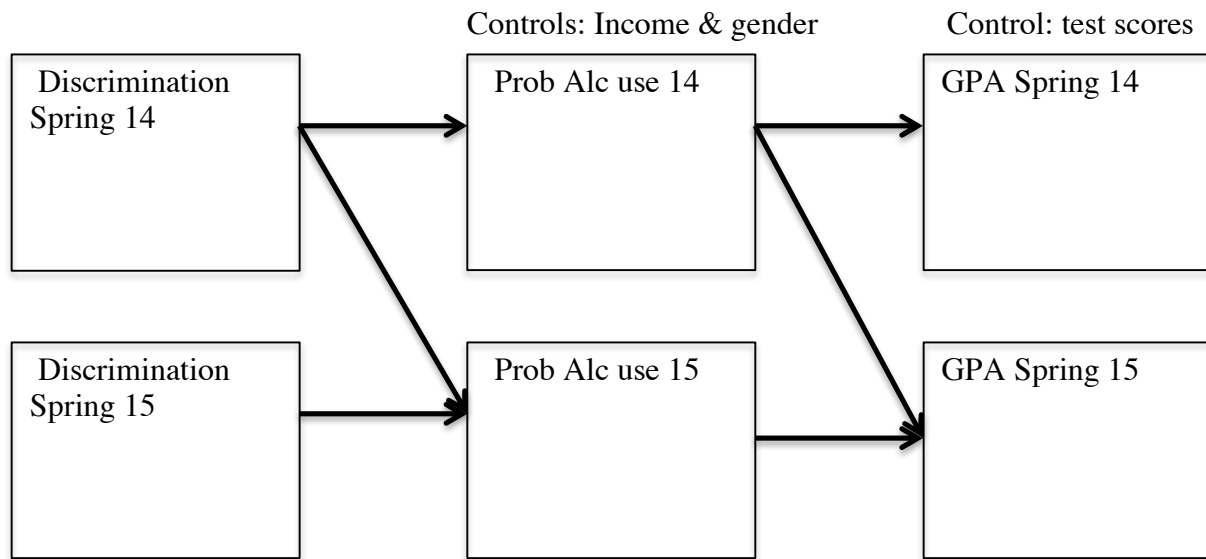 Controls: Income & gender
Control: test scores
Discrimination
Spring 14
Prob Alc use 14
GPA Spring 14
Discrimination
Spring 15
Prob Alc use 15
GPA Spring 15